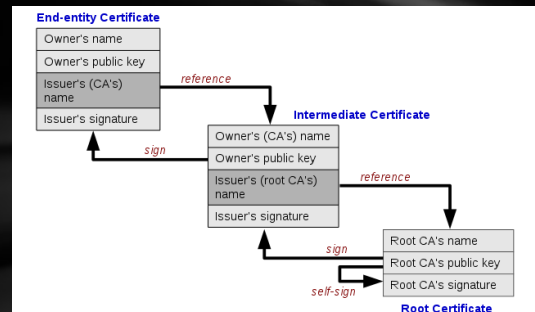 End-entity Certificate
Owner's name
Owner's public key
Issuer's (CA's)
name
Issuer's signature
reference
sign
Intermediate Certificate
Owner's (CA's) name
Owner's public key
Issuer's (root CA's)
name
Issuer's signature
reference
sign
Root CA's name
Root CA's public key
Root CA's signature
self-sign
Root Certificate